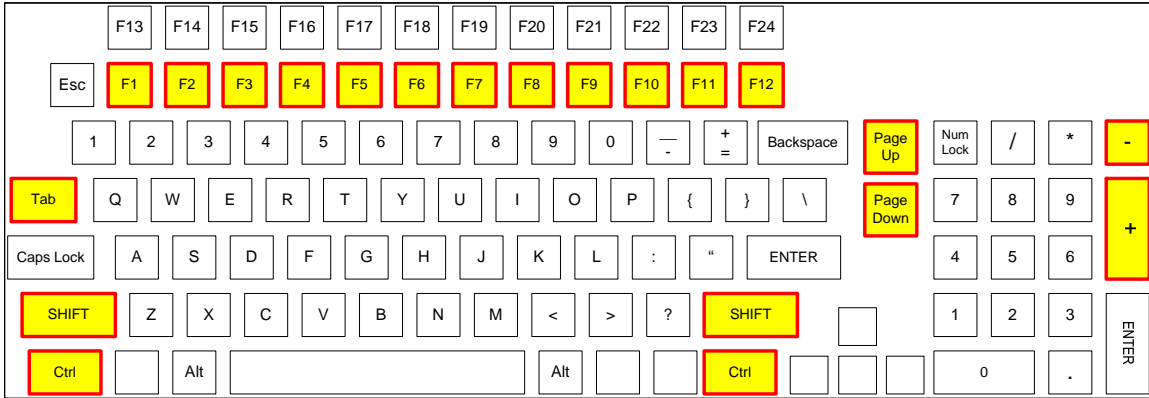 F13 F14 F15 F16 F17 F18 F19 F20 F21 F22 F23 F24
Esc F1 F2 F3 F4 F5 F6 F7 F8 F9 F10 F11 F12
1 2 3 4 5 6 7 8 9 0 — - + = Backspace Page Up Num Lock / * -
Tab Q W E R T Y U I O P { } \ Page Down 7 8 9 +
Caps Lock A S D F G H J K L : “ ENTER 4 5 6
SHIFT Z X C V B N M < > ? SHIFT 1 2 3 ENTER
Ctrl Alt Alt Ctrl 0 .